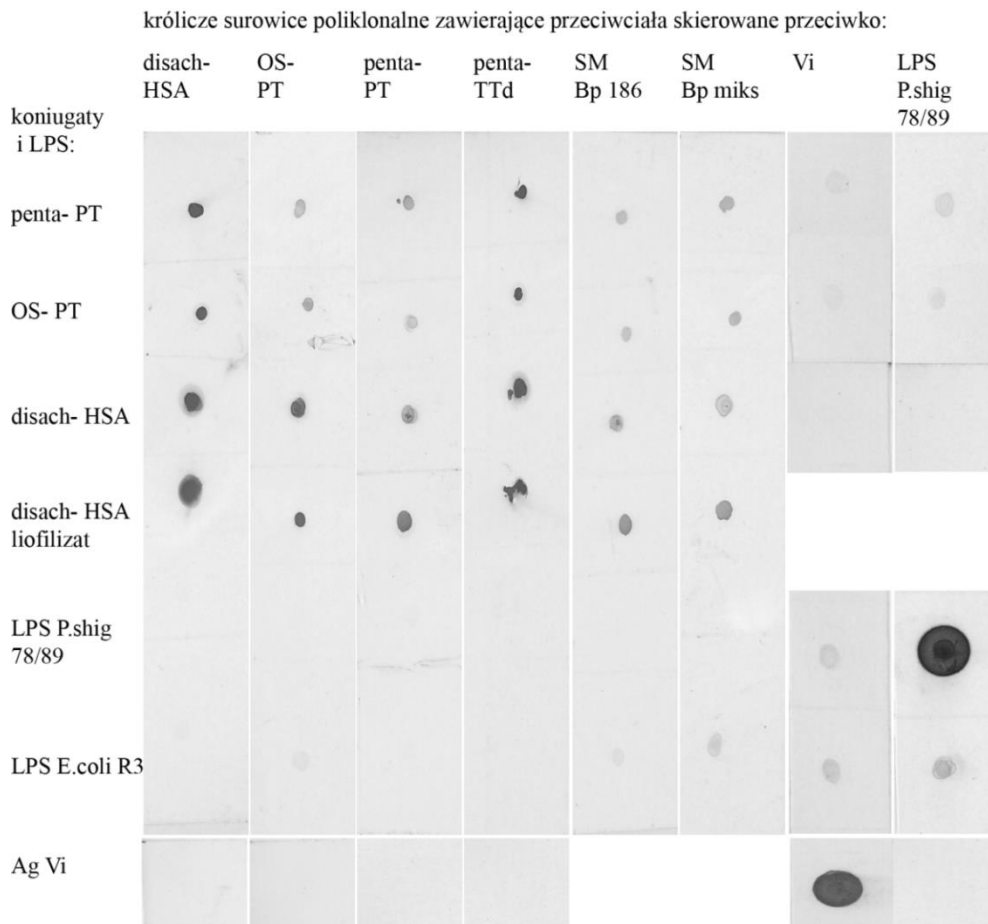 królicze surowice poliklonalne zawierające przeciwciała skierowane przeciwko:
disach- OS- penta- penta- SM SM Vi LPS
HSA PT PT TTd Bp 186 Bp miks P.shig
78/89
koniugaty
i LPS:
penta- PT
OS- PT
disach- HSA
disach- HSA
liofilizat
LPS P.shig
78/89
LPS E.coli R3
Ag Vi